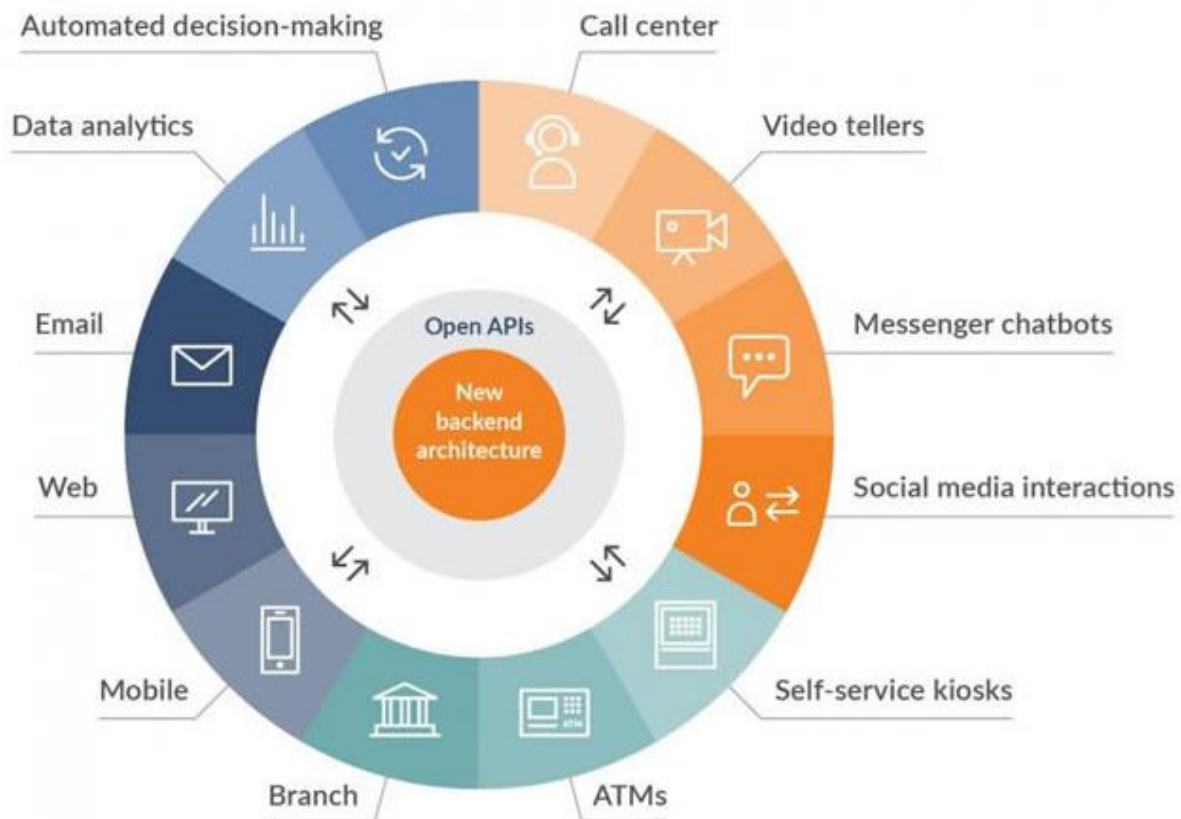 Automated decision-making
Call center
Data analytics
Video tellers
Email
Open APIs
Messenger chatbots
New
backend
architecture
Web
Social media interactions
Mobile
Self-service kiosks
ATM
Branch
ATMs